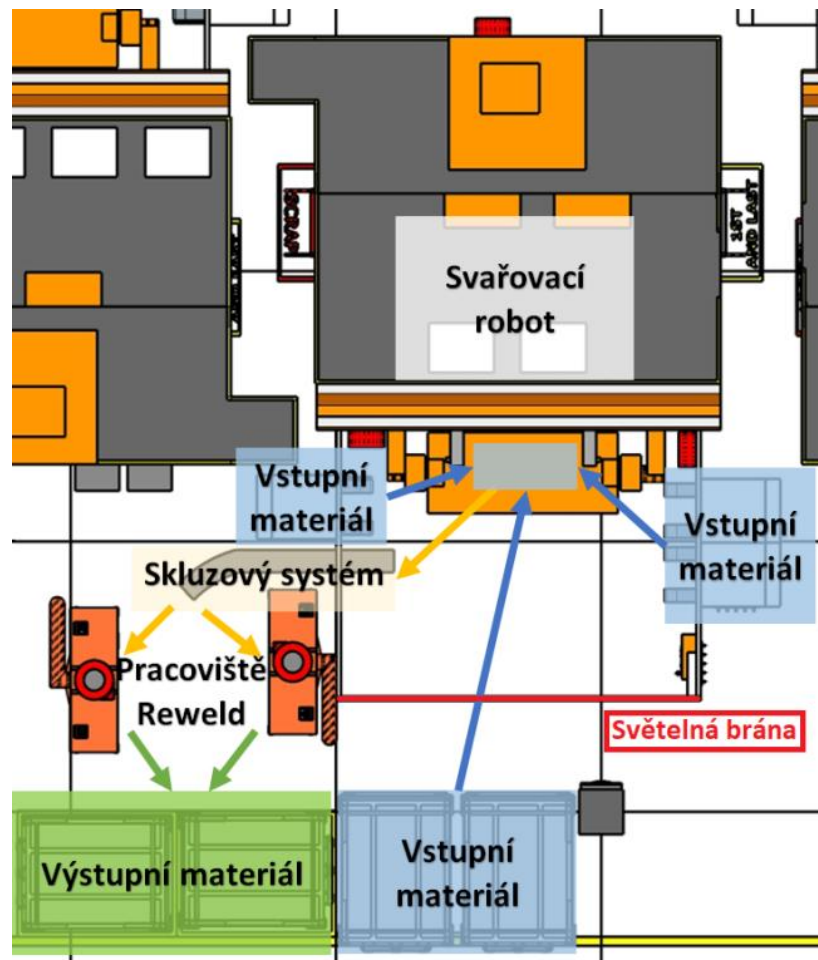 SCRAP
1ST
AND LAST
Svařovací
robot
Vstupní
materiál
Vstupní
materiál
Skluzový systém
Pracoviště
Reweld
Světelná brána
Výstupní materiál
Vstupní
materiál